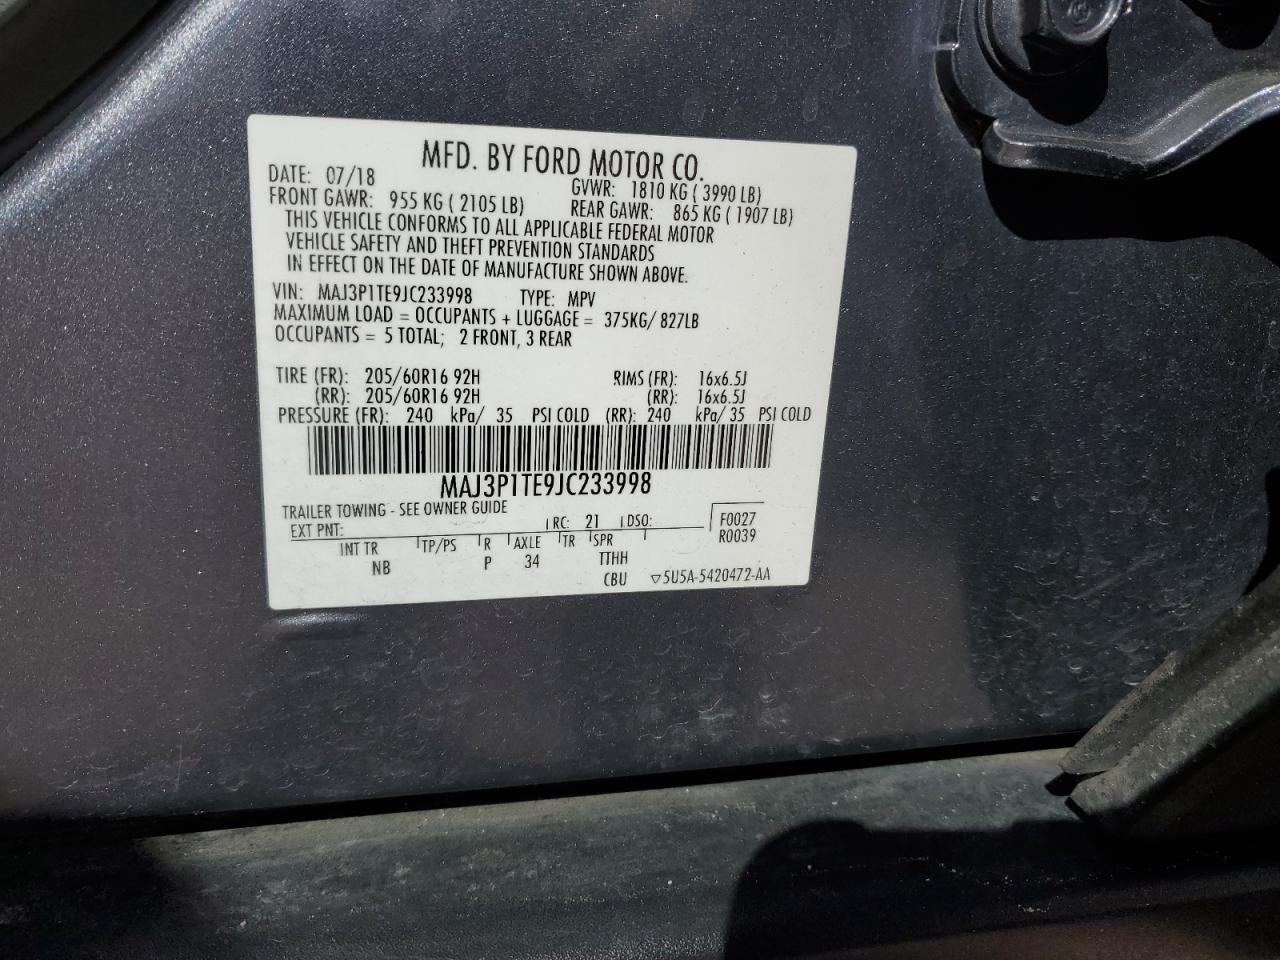 MFD. BY FORD MOTOR CO.
DATE: 07/18 GVWR: 1810 KG ( 3990 LB)
FRONT GAWR: 955 KG ( 2105 LB) REAR GAWR: 865 KG ( 1907 LB)
THIS VEHICLE CONFORMS TO ALL APPLICABLE FEDERAL MOTOR
VEHICLE SAFETY AND THEFT PREVENTION STANDARDS
IN EFFECT ON THE DATE OF MANUFACTURE SHOWN ABOVE.
VIN: MAJ3P1TE9JC233998 TYPE: MPV
MAXIMUM LOAD = OCCUPANTS + LUGGAGE = 375KG/ 827LB
OCCUPANTS = 5 TOTAL; 2 FRONT, 3 REAR
TIRE (FR): 205/60R16 92H RIMS (FR): 16x6.5J
(RR): 205/60R16 92H (RR): 16x6.5J
PRESSURE (FR): 240 kPa/ 35 PSI COLD (RR): 240 kPa/ 35 PSI COLD
MAJ3P1TE9JC233998
TRAILER TOWING - SEE OWNER GUIDE
EXT PNT: RC: 21 DSO: F0027
R0039
INT TR TP/PS R AXLE TR SPR
NB P 34 TTHH
CBU ▽5U5A-5420472-AA